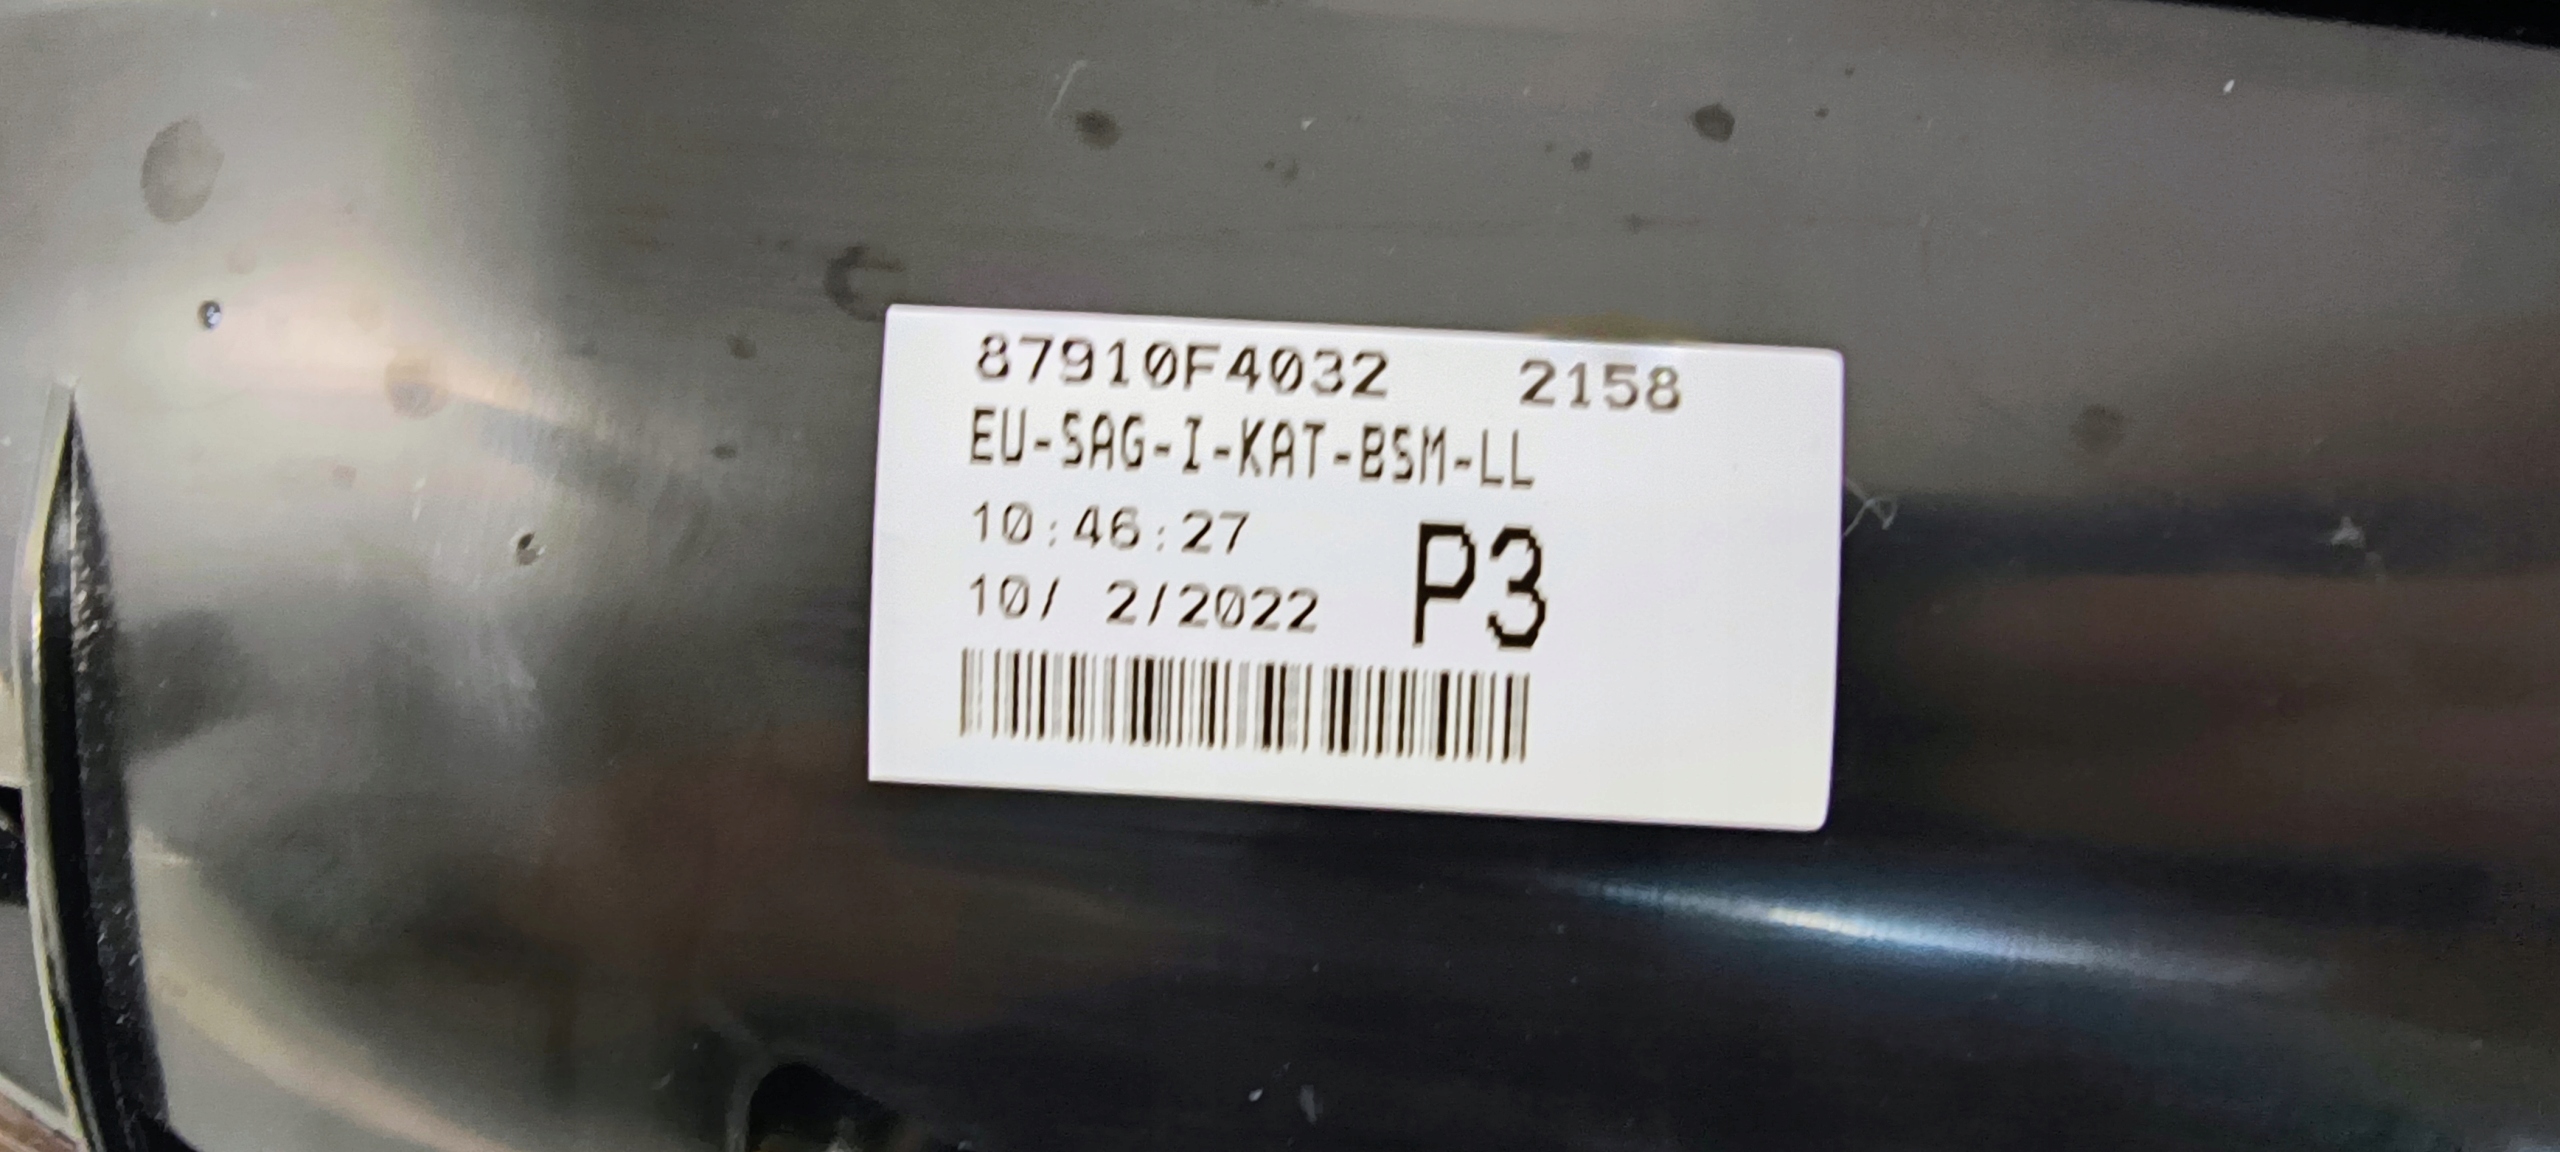 87910F4032 2158
EU-SAG-I-KAT-BSM-LL
10:46:27
P3
10/ 2/2022